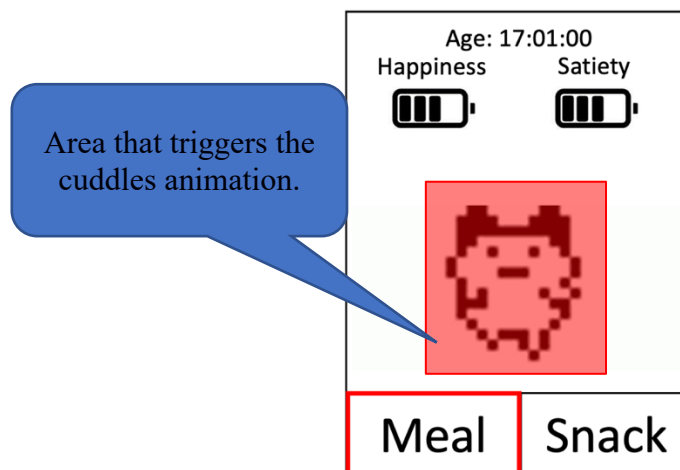 Age: 17:01:00
Happiness Satiety
Area that triggers the
cuddles animation.
Meal Snack